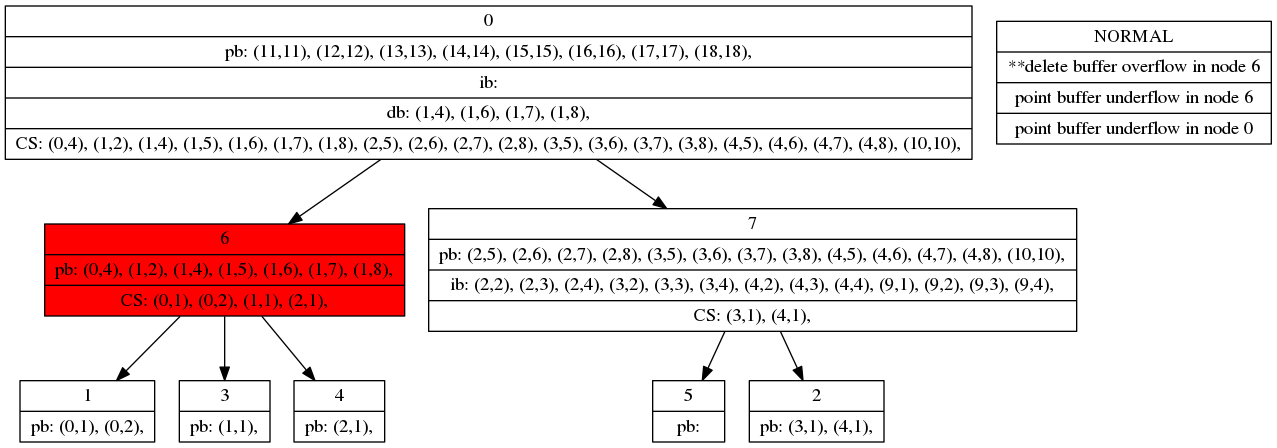 0
pb: (11,11), (12,12), (13,13), (14,14), (15,15), (16,16), (17,17), (18,18),
ib:
db: (1,4), (1,6), (1,7), (1,8),
CS: (0,4), (1,2), (1,4), (1,5), (1,6), (1,7), (1,8), (2,5), (2,6), (2,7), (2,8), (3,5), (3,6), (3,7), (3,8), (4,5), (4,6), (4,7), (4,8), (10,10),
NORMAL
**delete buffer overflow in node 6
point buffer underflow in node 6
point buffer underflow in node 0
6
pb: (0,4), (1,2), (1,4), (1,5), (1,6), (1,7), (1,8),
CS: (0,1), (0,2), (1,1), (2,1),
7
pb: (2,5), (2,6), (2,7), (2,8), (3,5), (3,6), (3,7), (3,8), (4,5), (4,6), (4,7), (4,8), (10,10),
ib: (2,2), (2,3), (2,4), (3,2), (3,3), (3,4), (4,2), (4,3), (4,4), (9,1), (9,2), (9,3), (9,4),
CS: (3,1), (4,1),
1
pb: (0,1), (0,2),
3
pb: (1,1),
4
pb: (2,1),
5
pb:
2
pb: (3,1), (4,1),